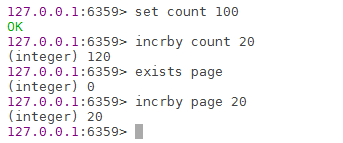 127.0.0.1:6359> set count 100
OK
127.0.0.1:6359> incrby count 20
(integer) 120
127.0.0.1:6359> exists page
(integer) 0
127.0.0.1:6359> incrby page 20
(integer) 20
127.0.0.1:6359>